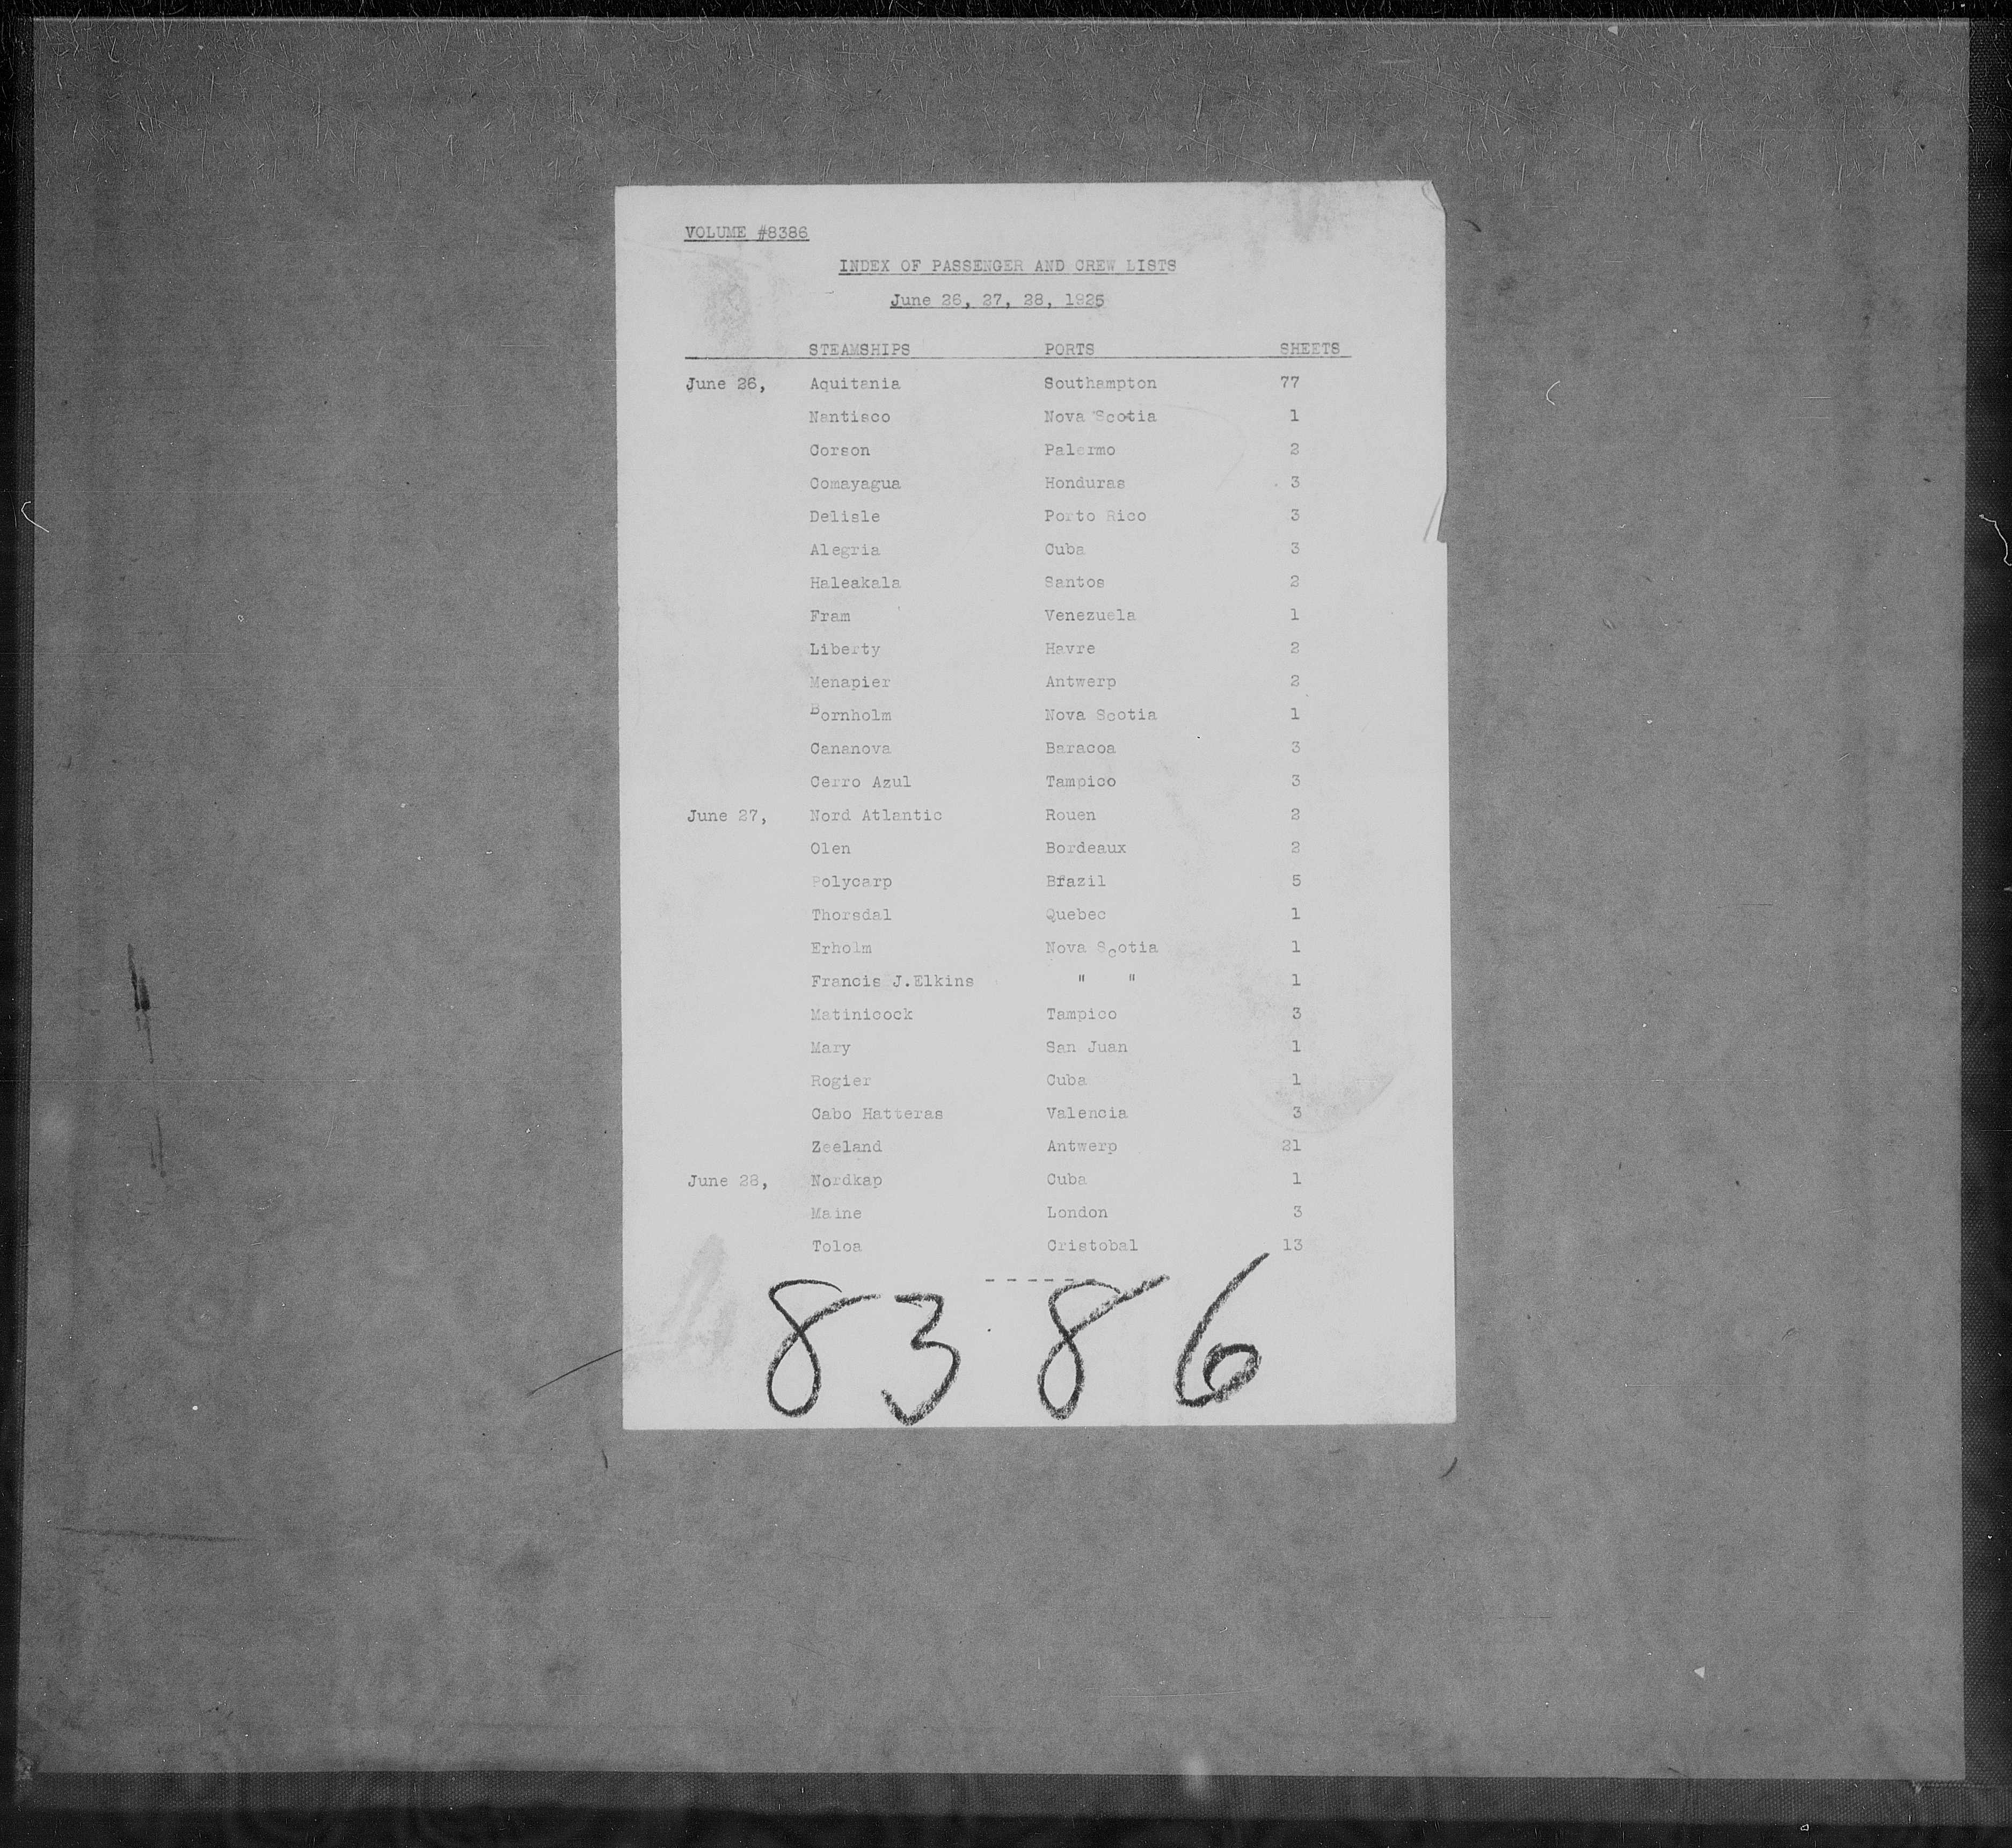 VOLUME #8386
INDEX OF PASSENGER AND CREW LISTS
June 26, 27, 28, 1925
STEAMSHIPS PORTS SHEETS
June 26, Aquitania Southampton 77
Nantisco Nova Scotia 1
Corson Palermo 2
Comayagua Honduras 3
Delisle Porto Rico 3
Alegria Cuba 3
Haleakala Santos 2
Fram Venezuela 1
Liberty Havre 2
Menapier Antwerp 2
Bornholm Nova Scotia 1
Cananova Baracoa 3
Cerro Azul Tampico 3
June 27, Nord Atlantic Rouen 2
Olen Bordeaux 2
Polycarp Brazil 5
Thorsdal Quebec 1
Erholm Nova Scotia 1
Francis J.Elkins " " 1
Matinicock Tampico 3
Mary San Juan 1
Rogier Cuba 1
Cabo Hatteras Valencia 3
Zeeland Antwerp 21
June 28, Nordkap Cuba 1
Maine London 3
Toloa Cristobal 13
------
8386